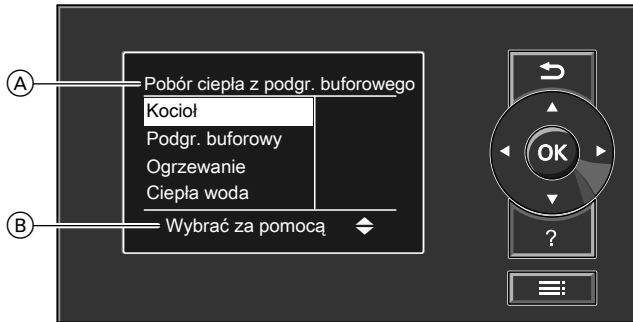 A
Pobór ciepła z podgr. buforowego
Kocioł
Podgr. buforowy
Ogrzewanie
Ciepła woda
B
Wybrać za pomocą
OK
?